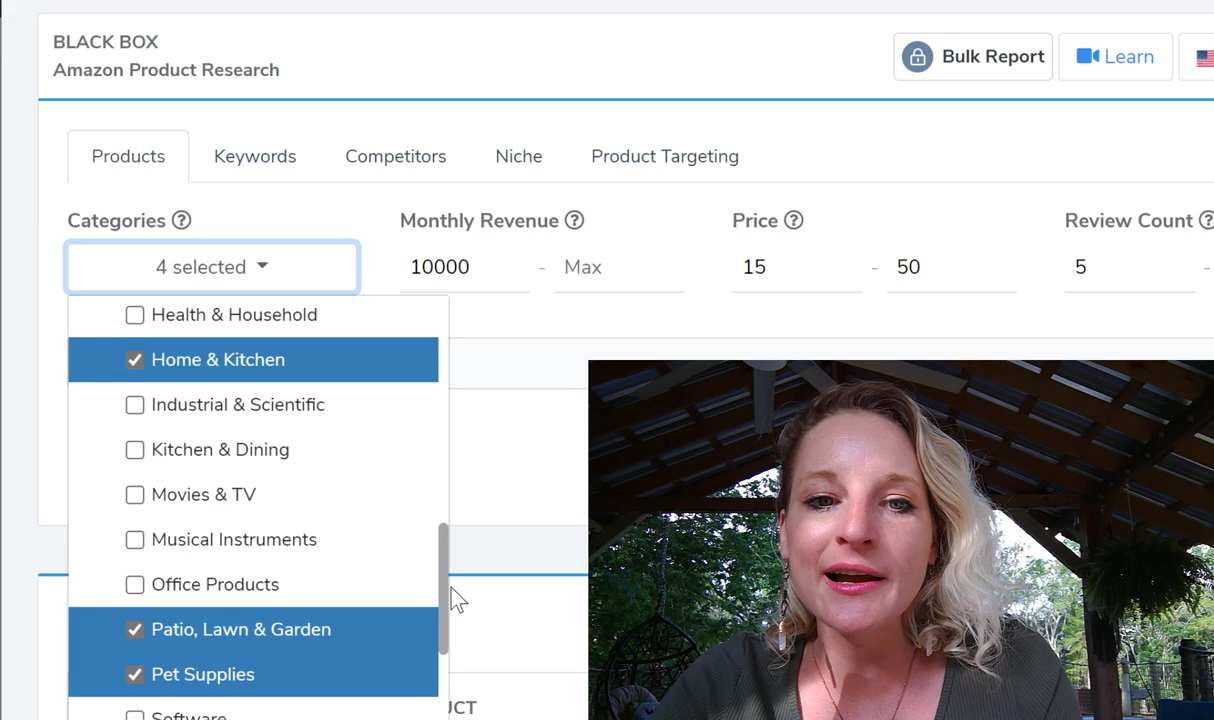 BLACK BOX
Amazon Product Research
Bulk Report
Learn
Products
Keywords
Competitors
Niche
Product Targeting
Categories
Monthly Revenue
Price
Review Count
4 selected
10000 - Max
15 - 50
5 -
Health & Household
Home & Kitchen
Industrial & Scientific
Kitchen & Dining
Movies & TV
Musical Instruments
Office Products
Patio, Lawn & Garden
Pet Supplies
Software